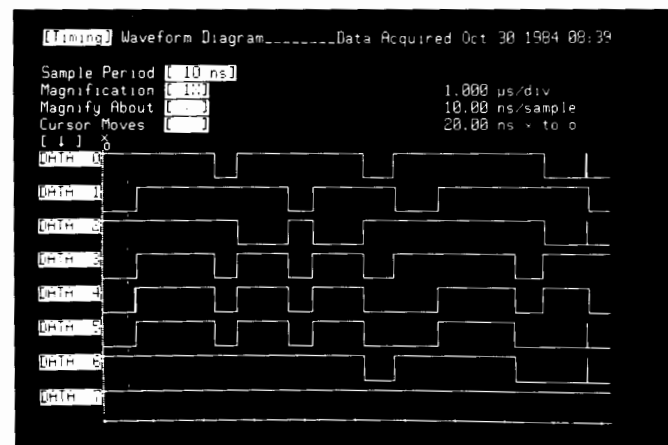 [Timing] Waveform Diagram________Data Acquired Oct 30 1984 08:39
Sample Period [ 10 ns]
Magnification [ 1X] 1.000 µs/div
Magnify About [ ] 10.00 ns/sample
Cursor Moves [ ] 20.00 ns x to o
[ ↓ ] x
o
DATA 0
DATA 1
DATA 2
DATA 3
DATA 4
DATA 5
DATA 6
DATA 7